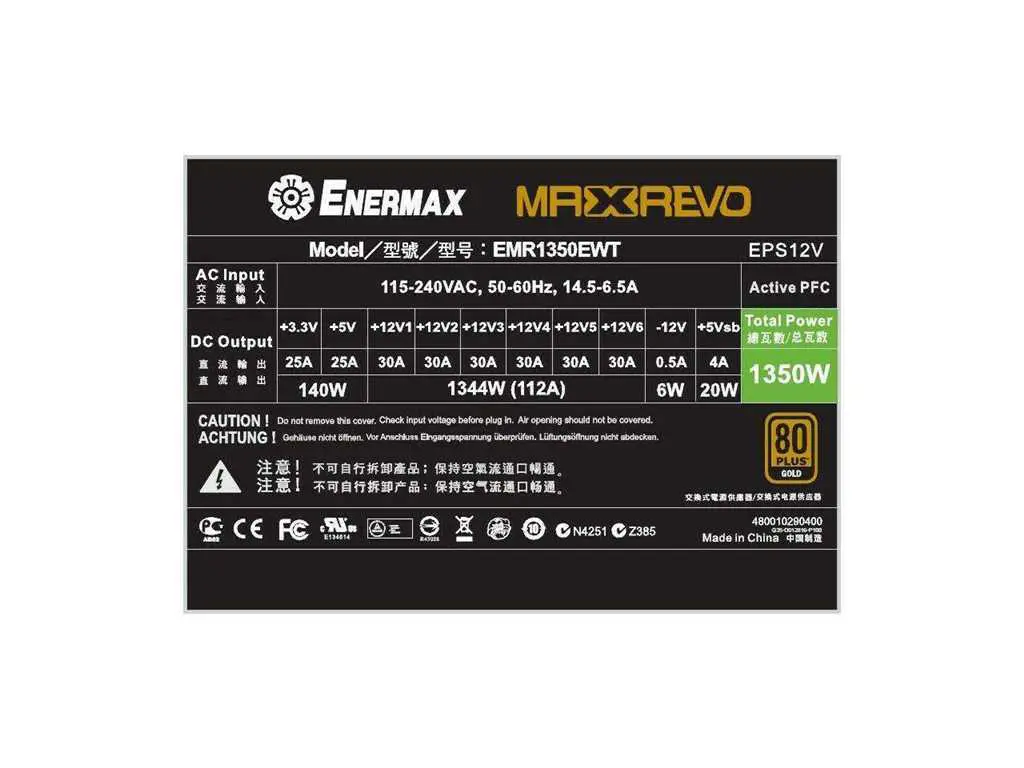 ENERMAX MAXREVO
Model／型號／型号：EMR1350EWT EPS12V
AC Input
交流輸入
交流输入
115-240VAC, 50-60Hz, 14.5-6.5A
Active PFC
DC Output
直流輸出
直流输出
+3.3V +5V +12V1 +12V2 +12V3 +12V4 +12V5 +12V6 -12V +5Vsb
25A 25A 30A 30A 30A 30A 30A 30A 0.5A 4A
140W 1344W (112A) 6W 20W
Total Power
總瓦數/总瓦数
1350W
CAUTION ! Do not remove this cover. Check input voltage before plug in. Air opening should not be covered.
ACHTUNG ! Gehäuse nicht öffnen. Vor Anschluss Eingangsspannung überprüfen. Lüftungsöffnung nicht abdecken.
注意！ 不可自行拆卸產品；保持空氣流通口暢通。
注意！ 不可自行拆卸产品；保持空气流通口畅通。
80
PLUS
GOLD
交換式電源供應器/交换式电源供应器
CE FC 10 N4251 Z385
E134614
480010290400
Made in China 中国制造